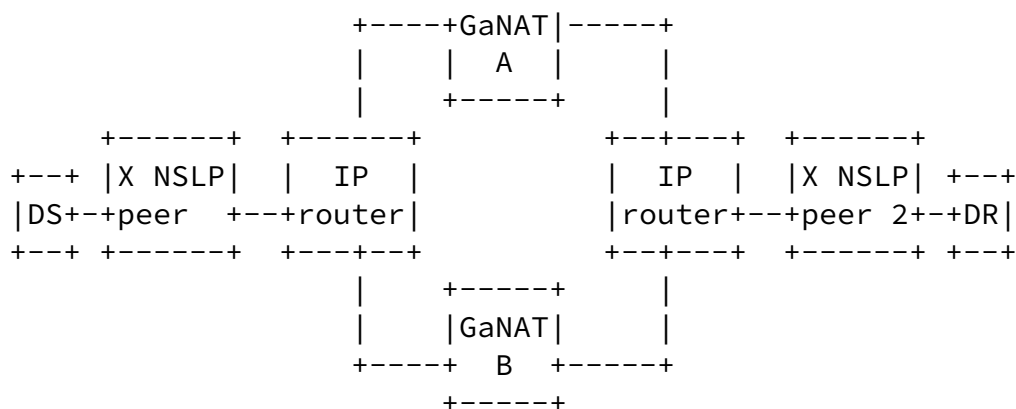 +----+GaNAT|-----+
|    |  A  |     |
|    +-----+     |
+------+  +------+            +--+---+  +------+
+--+ |X NSLP|  |  IP  |            |  IP  |  |X NSLP| +--+
|DS+-+peer  +--+router|            |router+--+peer 2+-+DR|
+--+ +------+  +---+--+            +--+---+  +------+ +--+
|    +-----+     |
|    |GaNAT|     |
+----+  B  +-----+
+-----+